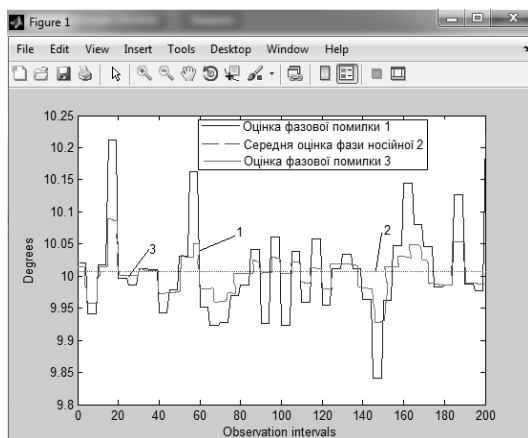 Figure 1
File Edit View Insert Tools Desktop Window Help
Оцінка фазової помилки 1
Середня оцінка фази носійної 2
Оцінка фазової помилки 3
10.25
10.2
10.15
10.1
10.05
10
9.95
9.9
9.85
9.8
Degrees
3
1
2
0 20 40 60 80 100 120 140 160 180 200
Observation intervals